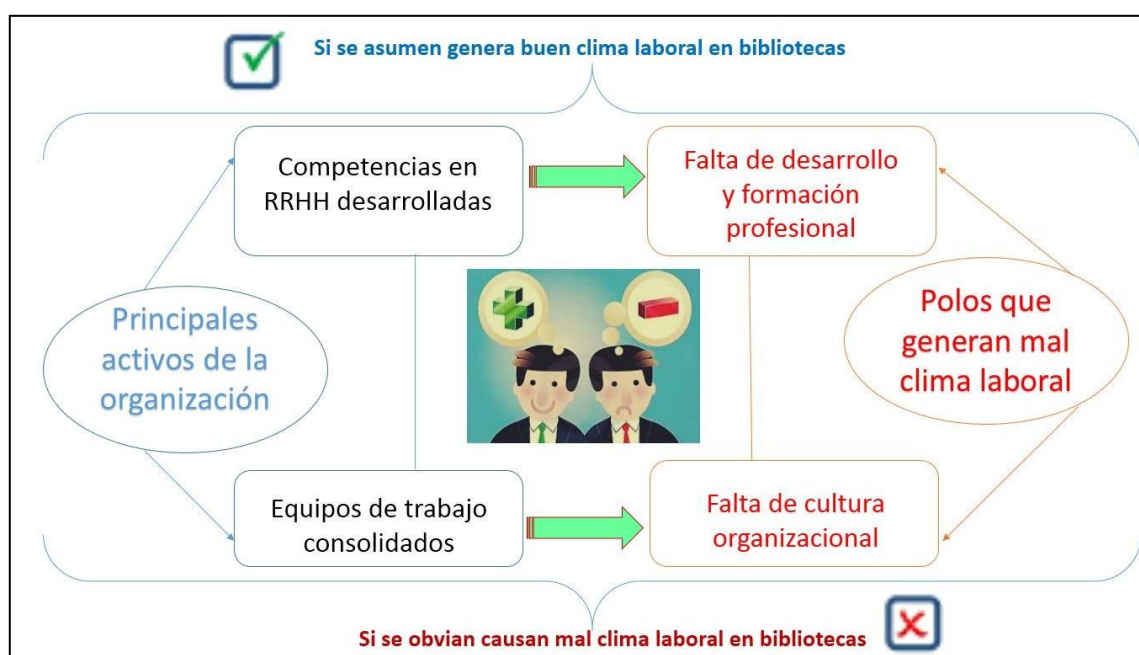 Si se asumen genera buen clima laboral en bibliotecas
Competencias en
RRHH desarrolladas
Falta de desarrollo
y formación
profesional
Principales
activos de la
organización
Polos que
generan mal
clima laboral
Equipos de trabajo
consolidados
Falta de cultura
organizacional
Si se obvian causan mal clima laboral en bibliotecas